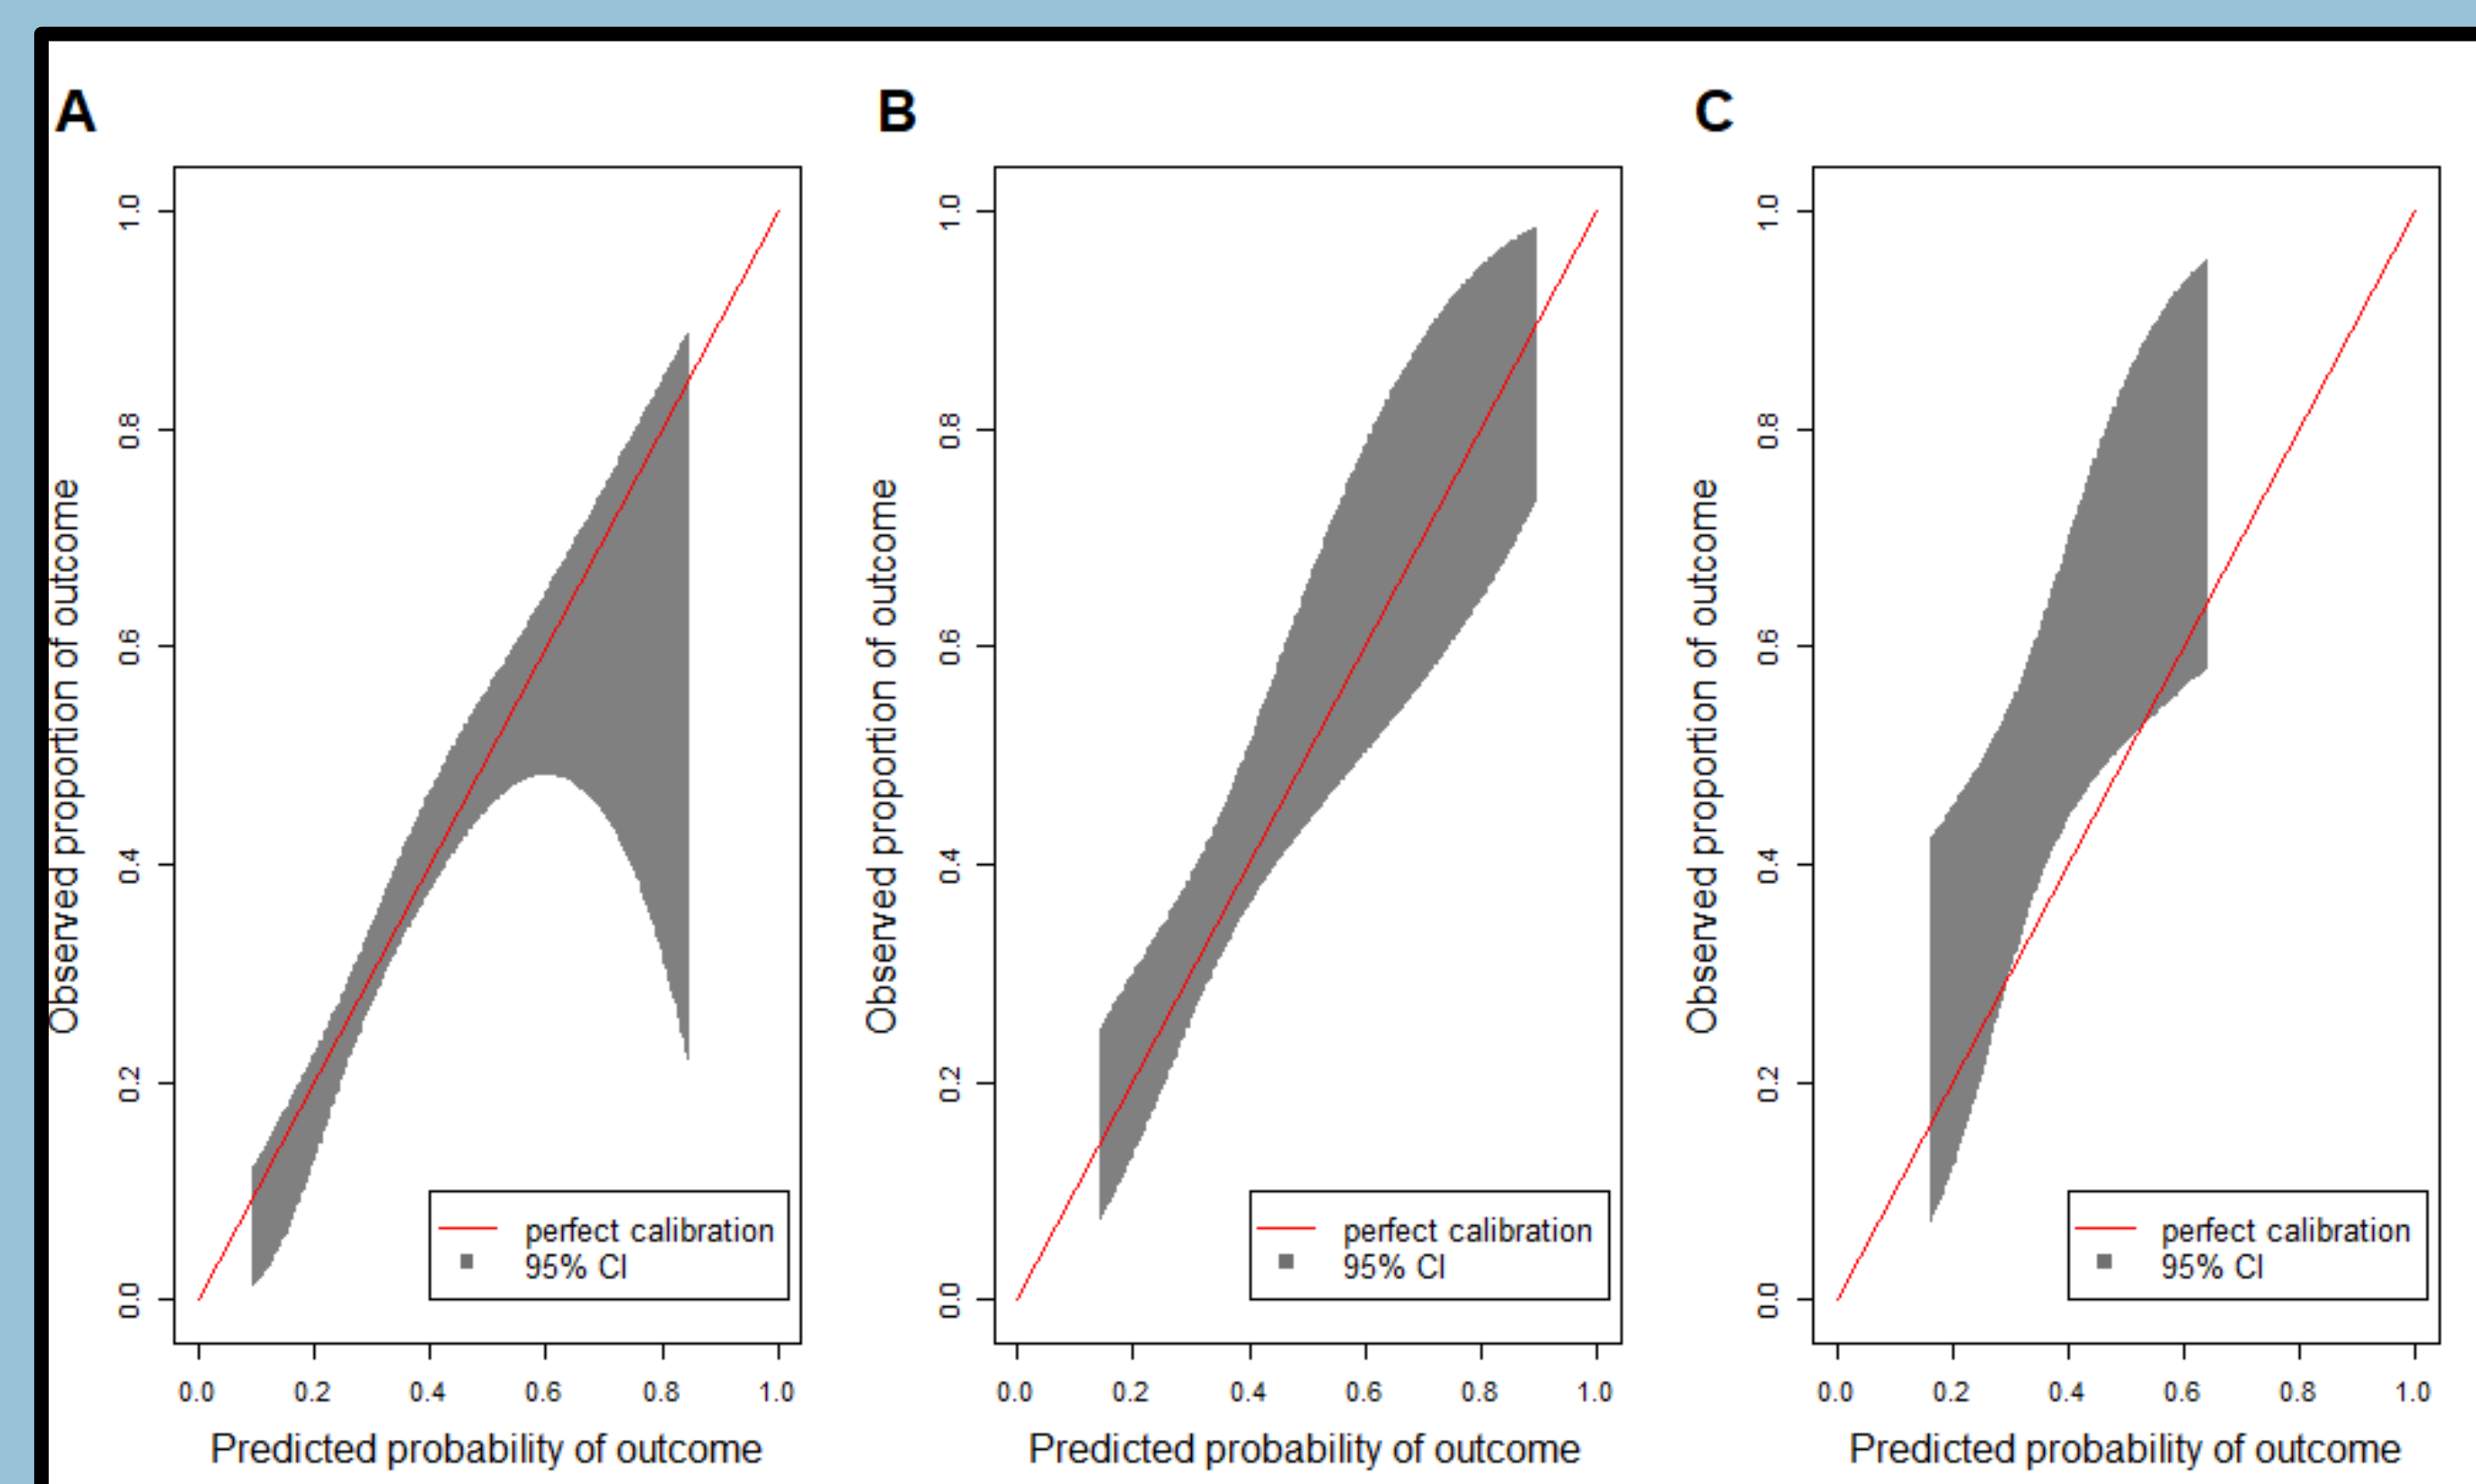 A
B
C
Observed proportion of outcome
1.0
0.8
0.6
0.4
0.2
0.0
perfect calibration
95% CI
0.0 0.2 0.4 0.6 0.8 1.0
Predicted probability of outcome
Observed proportion of outcome
1.0
0.8
0.6
0.4
0.2
0.0
perfect calibration
95% CI
0.0 0.2 0.4 0.6 0.8 1.0
Predicted probability of outcome
Observed proportion of outcome
1.0
0.8
0.6
0.4
0.2
0.0
perfect calibration
95% CI
0.0 0.2 0.4 0.6 0.8 1.0
Predicted probability of outcome